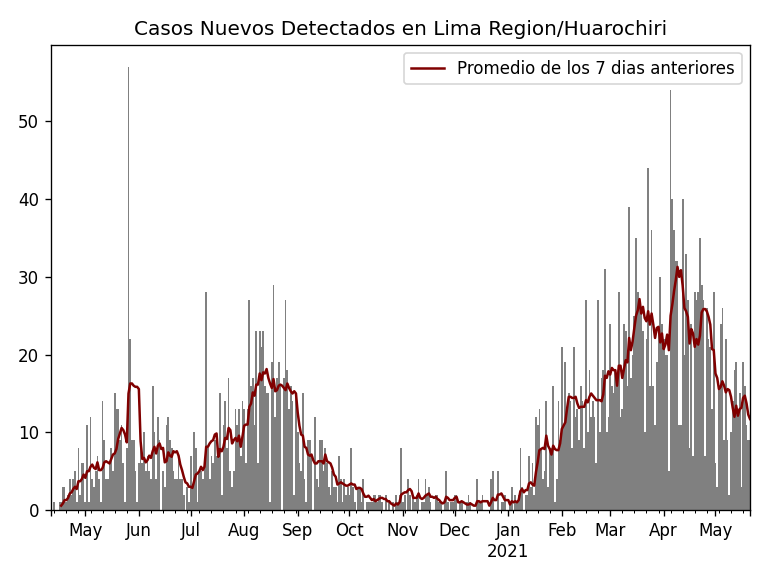 Casos Nuevos Detectados en Lima Region/Huarochiri
Promedio de los 7 dias anteriores
50
40
30
20
10
0
May Jun Jul Aug Sep Oct Nov Dec Jan Feb Mar Apr May
2021